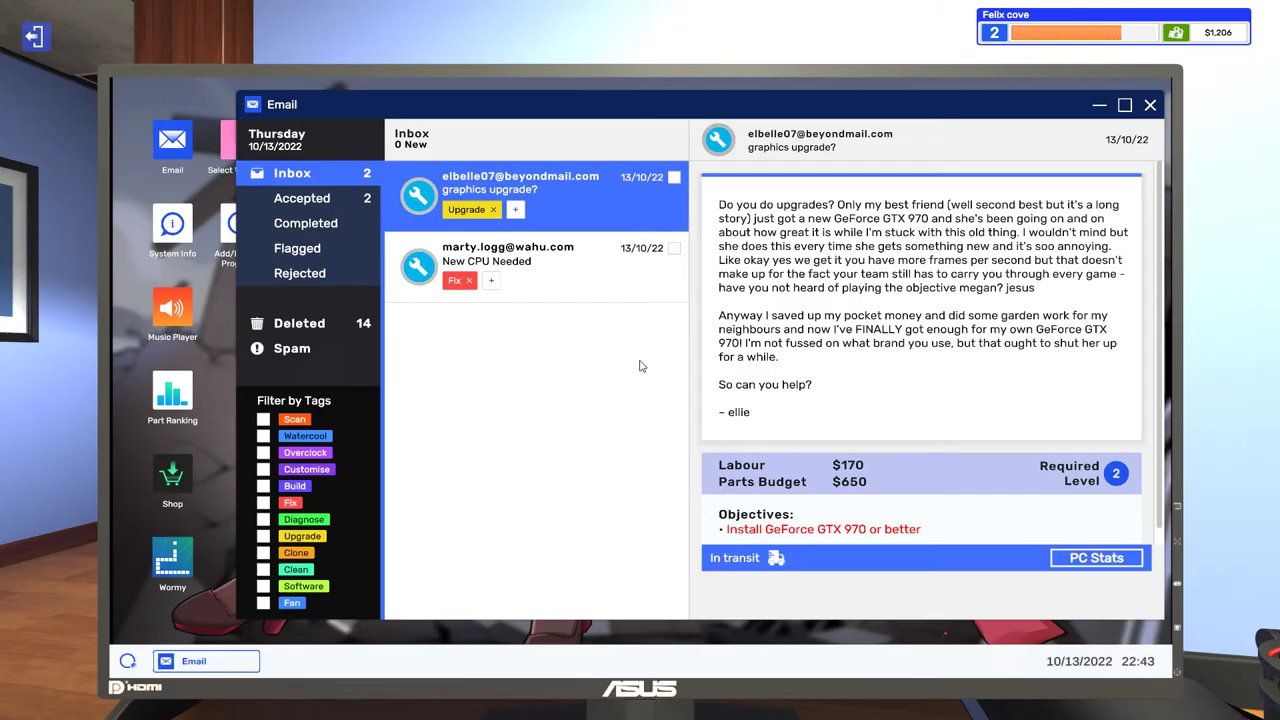 Felix cove
2
$1,206
Email
Thursday
10/13/2022
Inbox
0 New
elbelle07@beyondmail.com
graphics upgrade?
13/10/22
Email
Select
System Info
Add/
Pro
Music Player
Part Ranking
Shop
Wormy
Inbox 2
Accepted 2
Completed
Flagged
Rejected
Deleted 14
Spam
Filter by Tags
Scan
Watercool
Overclock
Customise
Build
Fix
Diagnose
Upgrade
Clone
Clean
Software
Fan
elbelle07@beyondmail.com 13/10/22
graphics upgrade?
Upgrade × +
marty.logg@wahu.com 13/10/22
New CPU Needed
Fix × +
Do you do upgrades? Only my best friend (well second best but it's a long
story) just got a new GeForce GTX 970 and she's been going on and on
about how great it is while I'm stuck with this old thing. I wouldn't mind but
she does this every time she gets something new and it's soo annoying.
Like okay yes we get it you have more frames per second but that doesn't
make up for the fact your team still has to carry you through every game -
have you not heard of playing the objective megan? jesus
Anyway I saved up my pocket money and did some garden work for my
neighbours and now I've FINALLY got enough for my own GeForce GTX
970! I'm not fussed on what brand you use, but that ought to shut her up
for a while.
So can you help?
~ ellie
Labour $170
Parts Budget $650
Required
Level 2
Objectives:
• Install GeForce GTX 970 or better
In transit
PC Stats
Email
10/13/2022 22:43
HDMI
ASUS